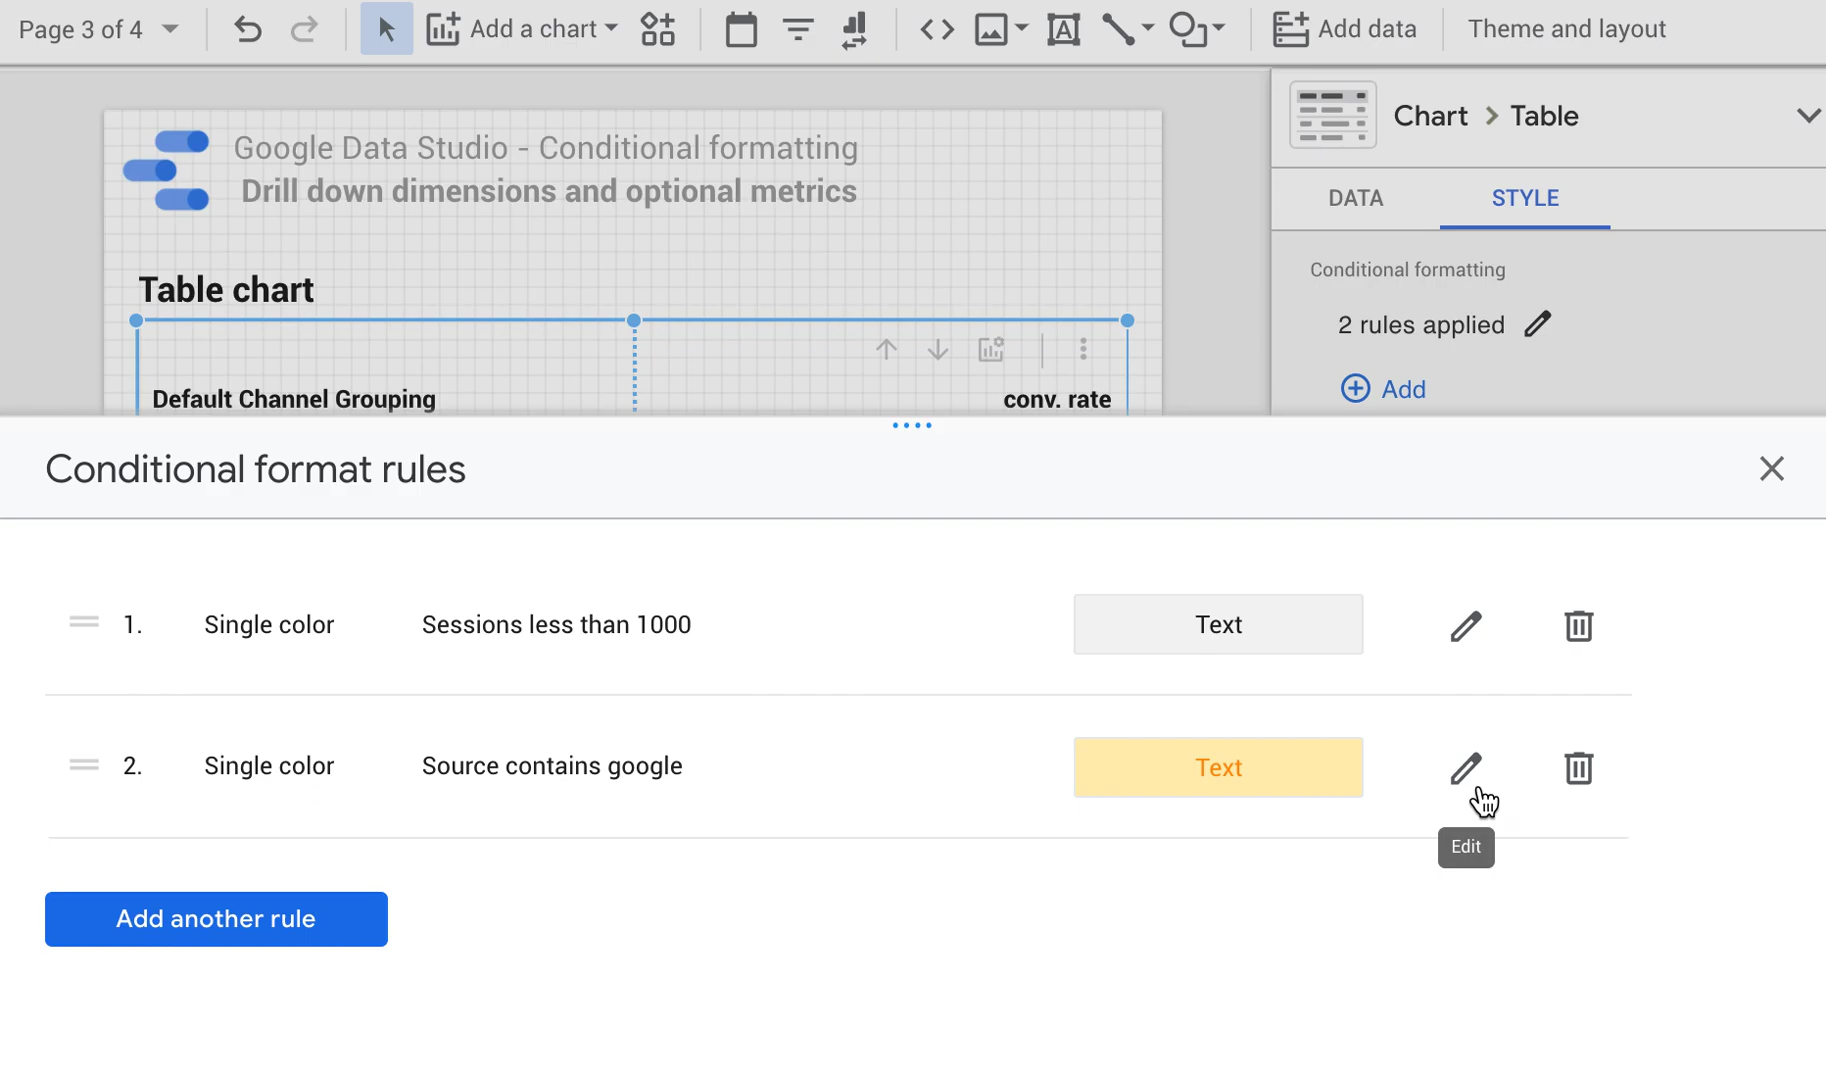 Page 3 of 4 Add a chart Add data Theme and layout
Google Data Studio - Conditional formatting
Drill down dimensions and optional metrics
Table chart
Default Channel Grouping conv. rate
Chart > Table
DATA STYLE
Conditional formatting
2 rules applied
Add
Conditional format rules
1. Single color Sessions less than 1000 Text
2. Single color Source contains google Text
Edit
Add another rule